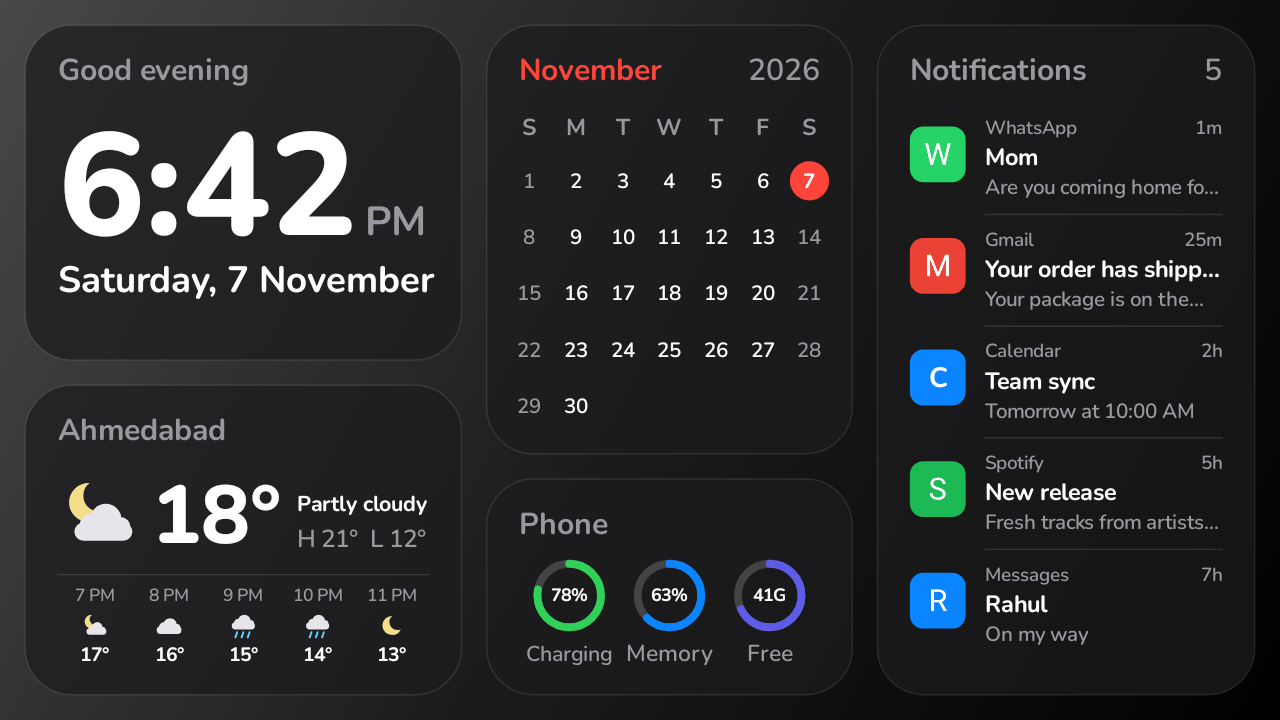 Good evening
6:42 PM
Saturday, 7 November
Ahmedabad
18°
Partly cloudy
H 21° L 12°
7 PM 8 PM 9 PM 10 PM 11 PM
17° 16° 15° 14° 13°
November 2026
S M T W T F S
1 2 3 4 5 6 7
8 9 10 11 12 13 14
15 16 17 18 19 20 21
22 23 24 25 26 27 28
29 30
Phone
78% 63% 41G
Charging Memory Free
Notifications 5
W
WhatsApp 1m
Mom
Are you coming home fo...
M
Gmail 25m
Your order has shipp...
Your package is on the...
C
Calendar 2h
Team sync
Tomorrow at 10:00 AM
S
Spotify 5h
New release
Fresh tracks from artists...
R
Messages 7h
Rahul
On my way